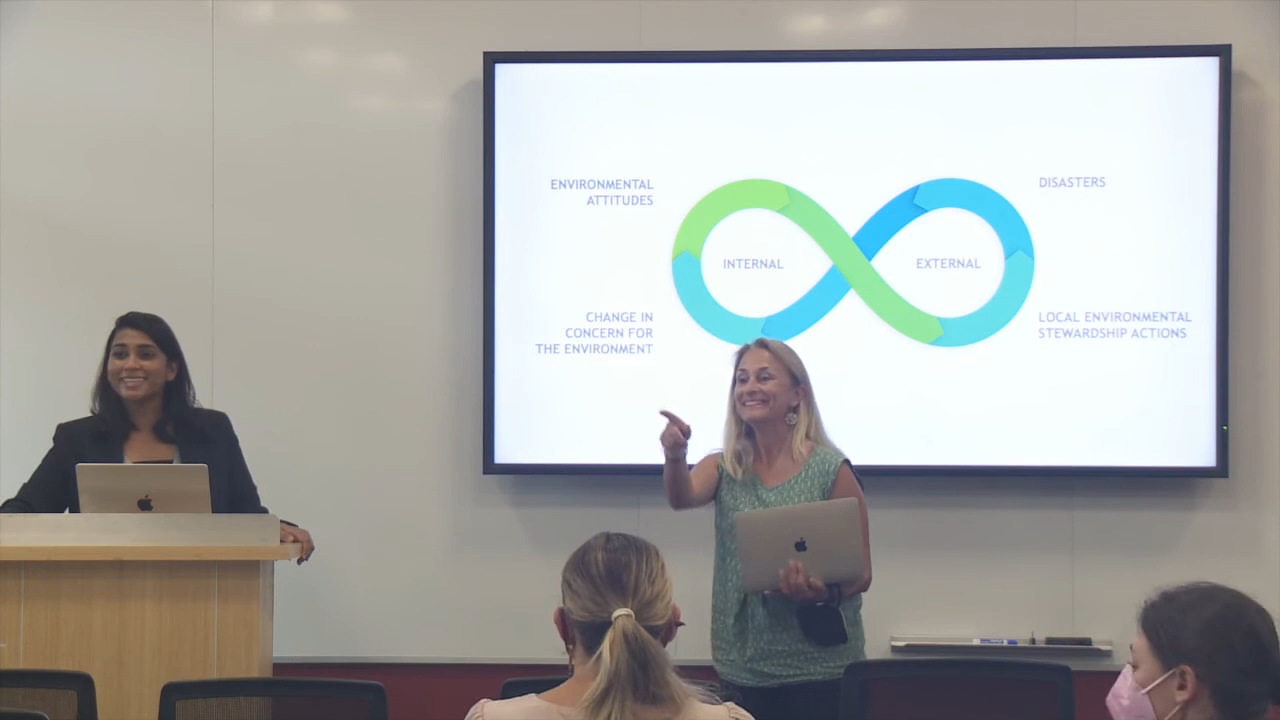 ENVIRONMENTAL
ATTITUDES
DISASTERS
INTERNAL
EXTERNAL
CHANGE IN
CONCERN FOR
THE ENVIRONMENT
LOCAL ENVIRONMENTAL
STEWARDSHIP ACTIONS